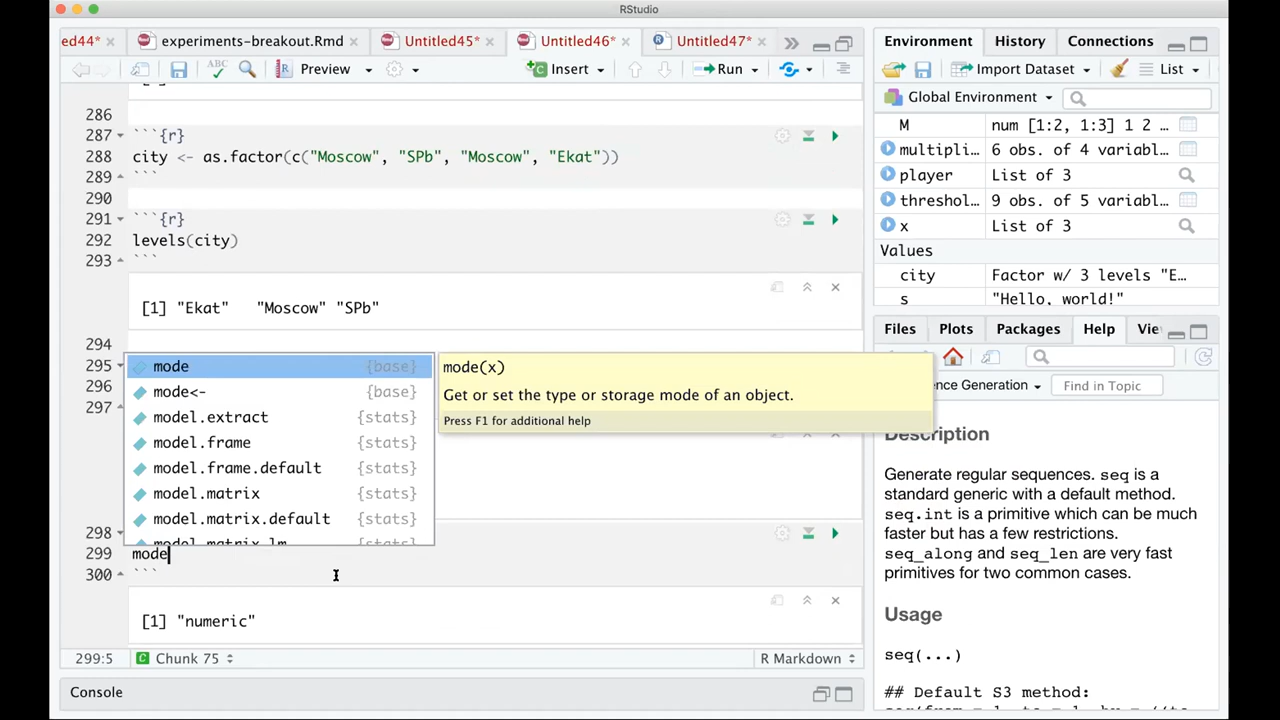 RStudio
ed44*
experiments-breakout.Rmd
Untitled45*
Untitled46*
Untitled47*
ABC
Preview
Insert
Run
286
287 ```{r}
288 city <- as.factor(c("Moscow", "SPb", "Moscow", "Ekat"))
289 ```
290
291 ```{r}
292 levels(city)
293 ```
[1] "Ekat" "Moscow" "SPb"
294
295
296
297
mode {base}
mode<- {base}
model.extract {stats}
model.frame {stats}
model.frame.default {stats}
model.matrix {stats}
model.matrix.default {stats}
model.matrix.lm {stats}
mode(x)
Get or set the type or storage mode of an object.
Press F1 for additional help
298
299 mode
300 ```
[1] "numeric"
299:5 Chunk 75 R Markdown
Console
Environment History Connections
Import Dataset List
Global Environment
M num [1:2, 1:3] 1 2 …
multipli… 6 obs. of 4 variabl…
player List of 3
threshol… 9 obs. of 5 variabl…
x List of 3
Values
city Factor w/ 3 levels "E…
s "Hello, world!"
Files Plots Packages Help Vie
ence Generation Find in Topic
Description
Generate regular sequences. seq is a
standard generic with a default method.
seq.int is a primitive which can be much
faster but has a few restrictions.
seq_along and seq_len are very fast
primitives for two common cases.
Usage
seq(...)
## Default S3 method: